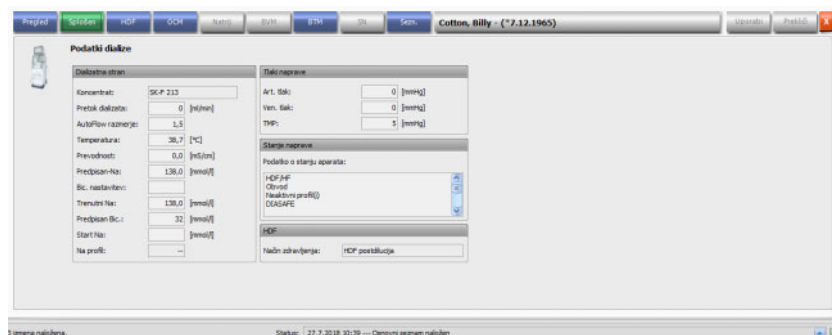 Pregled Splošen HDF OCM Natrij BVM BTM SN Sezn. Cotton, Billy - (*7.12.1965) Uporabi Prekliči X
Podatki dialize
Dializatna stran
Koncentrat: SK-F 213
Pretok dializata: 0 [ml/min]
AutoFlow razmerje: 1,5
Temperatura: 38,7 [°C]
Prevodnost: 0,0 [mS/cm]
Predpisan-Na: 138,0 [mmol/l]
Bic. nastavitev:
Trenutni Na: 138,0 [mmol/l]
Predpisan Bic.: 32 [mmol/l]
Start Na: [mmol/l]
Na profil: --
Tlaki naprave
Art. tlak: 0 [mmHg]
Ven. tlak: 0 [mmHg]
TMP: 5 [mmHg]
Stanje naprave
Podatko o stanju aparata:
HDF/HF
Obvod
Neaktivni profil(i)
DIASAFE
HDF
Način zdravljenja: HDF postdilucija
izmena naložena. Status: 27.7.2018 10:39 --- Osnovni seznam naložen